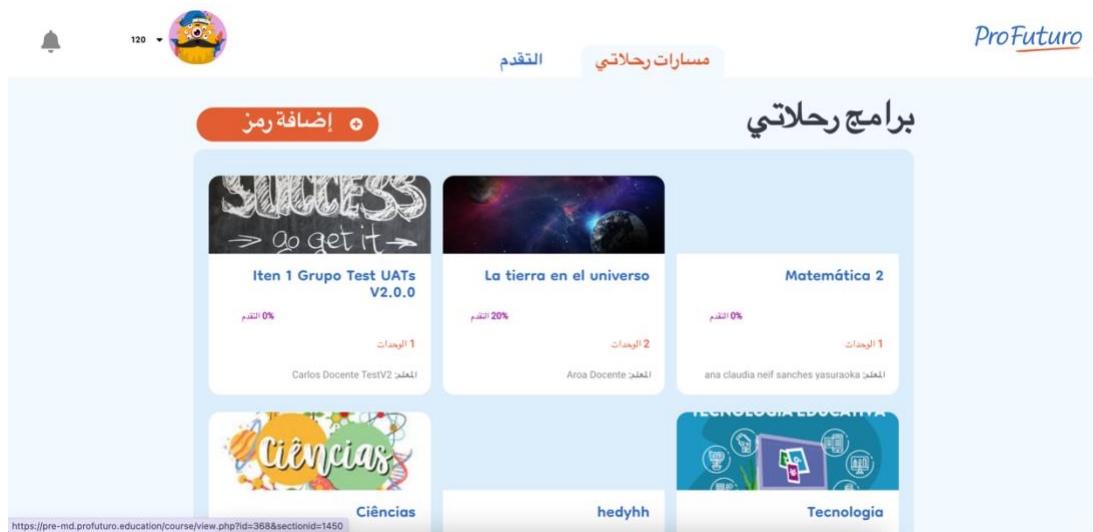 ProFuturo
120
مسارات رحلاتي
التقدم
برامج رحلاتي
إضافة رمز
Matemática 2
0% التقدم
1 الوحدات
المعلم: ana claudia neif sanches yasuraoka
La tierra en el universo
20% التقدم
2 الوحدات
المعلم: Aroa Docente
SUCCESS
go get it
Iten 1 Grupo Test UATs
V2.0.0
0% التقدم
1 الوحدات
المعلم: Carlos Docente TestV2
TECNOLOGIA EDUCATIVA
Tecnologia
hedyhh
Ciências
Ciências
https://pre-md.profuturo.education/course/view.php?id=368&sectionid=1450